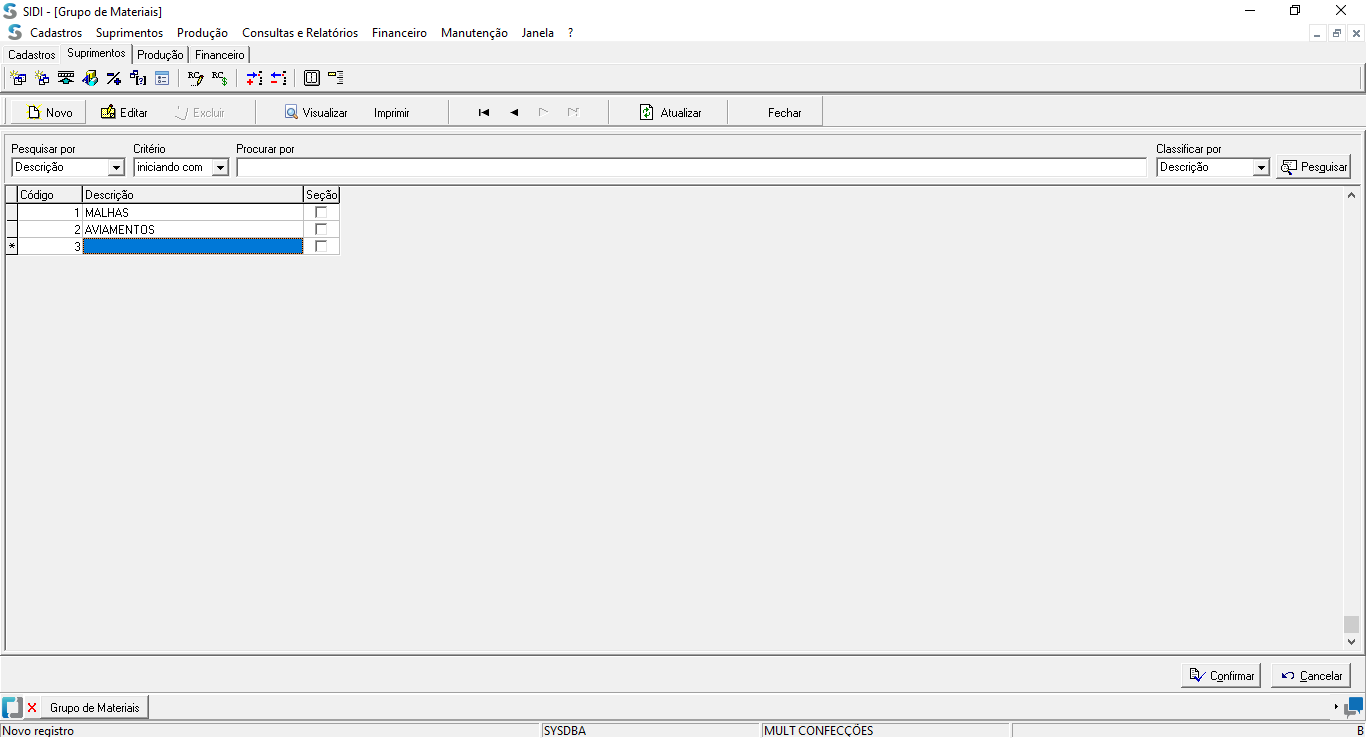 SIDI - [Grupo de Materiais]
Cadastros Suprimentos Produção Consultas e Relatórios Financeiro Manutenção Janela ?
Cadastros Suprimentos Produção Financeiro
Novo Editar Excluir Visualizar Imprimir Atualizar Fechar
Pesquisar por Critério Procurar por Classificar por
Descrição iniciando com Descrição Pesquisar
Código Descrição Seção
1 MALHAS
2 AVIAMENTOS
* 3
Confirmar Cancelar
Grupo de Materiais
Novo registro SYSDBA MULT CONFECÇÕES B